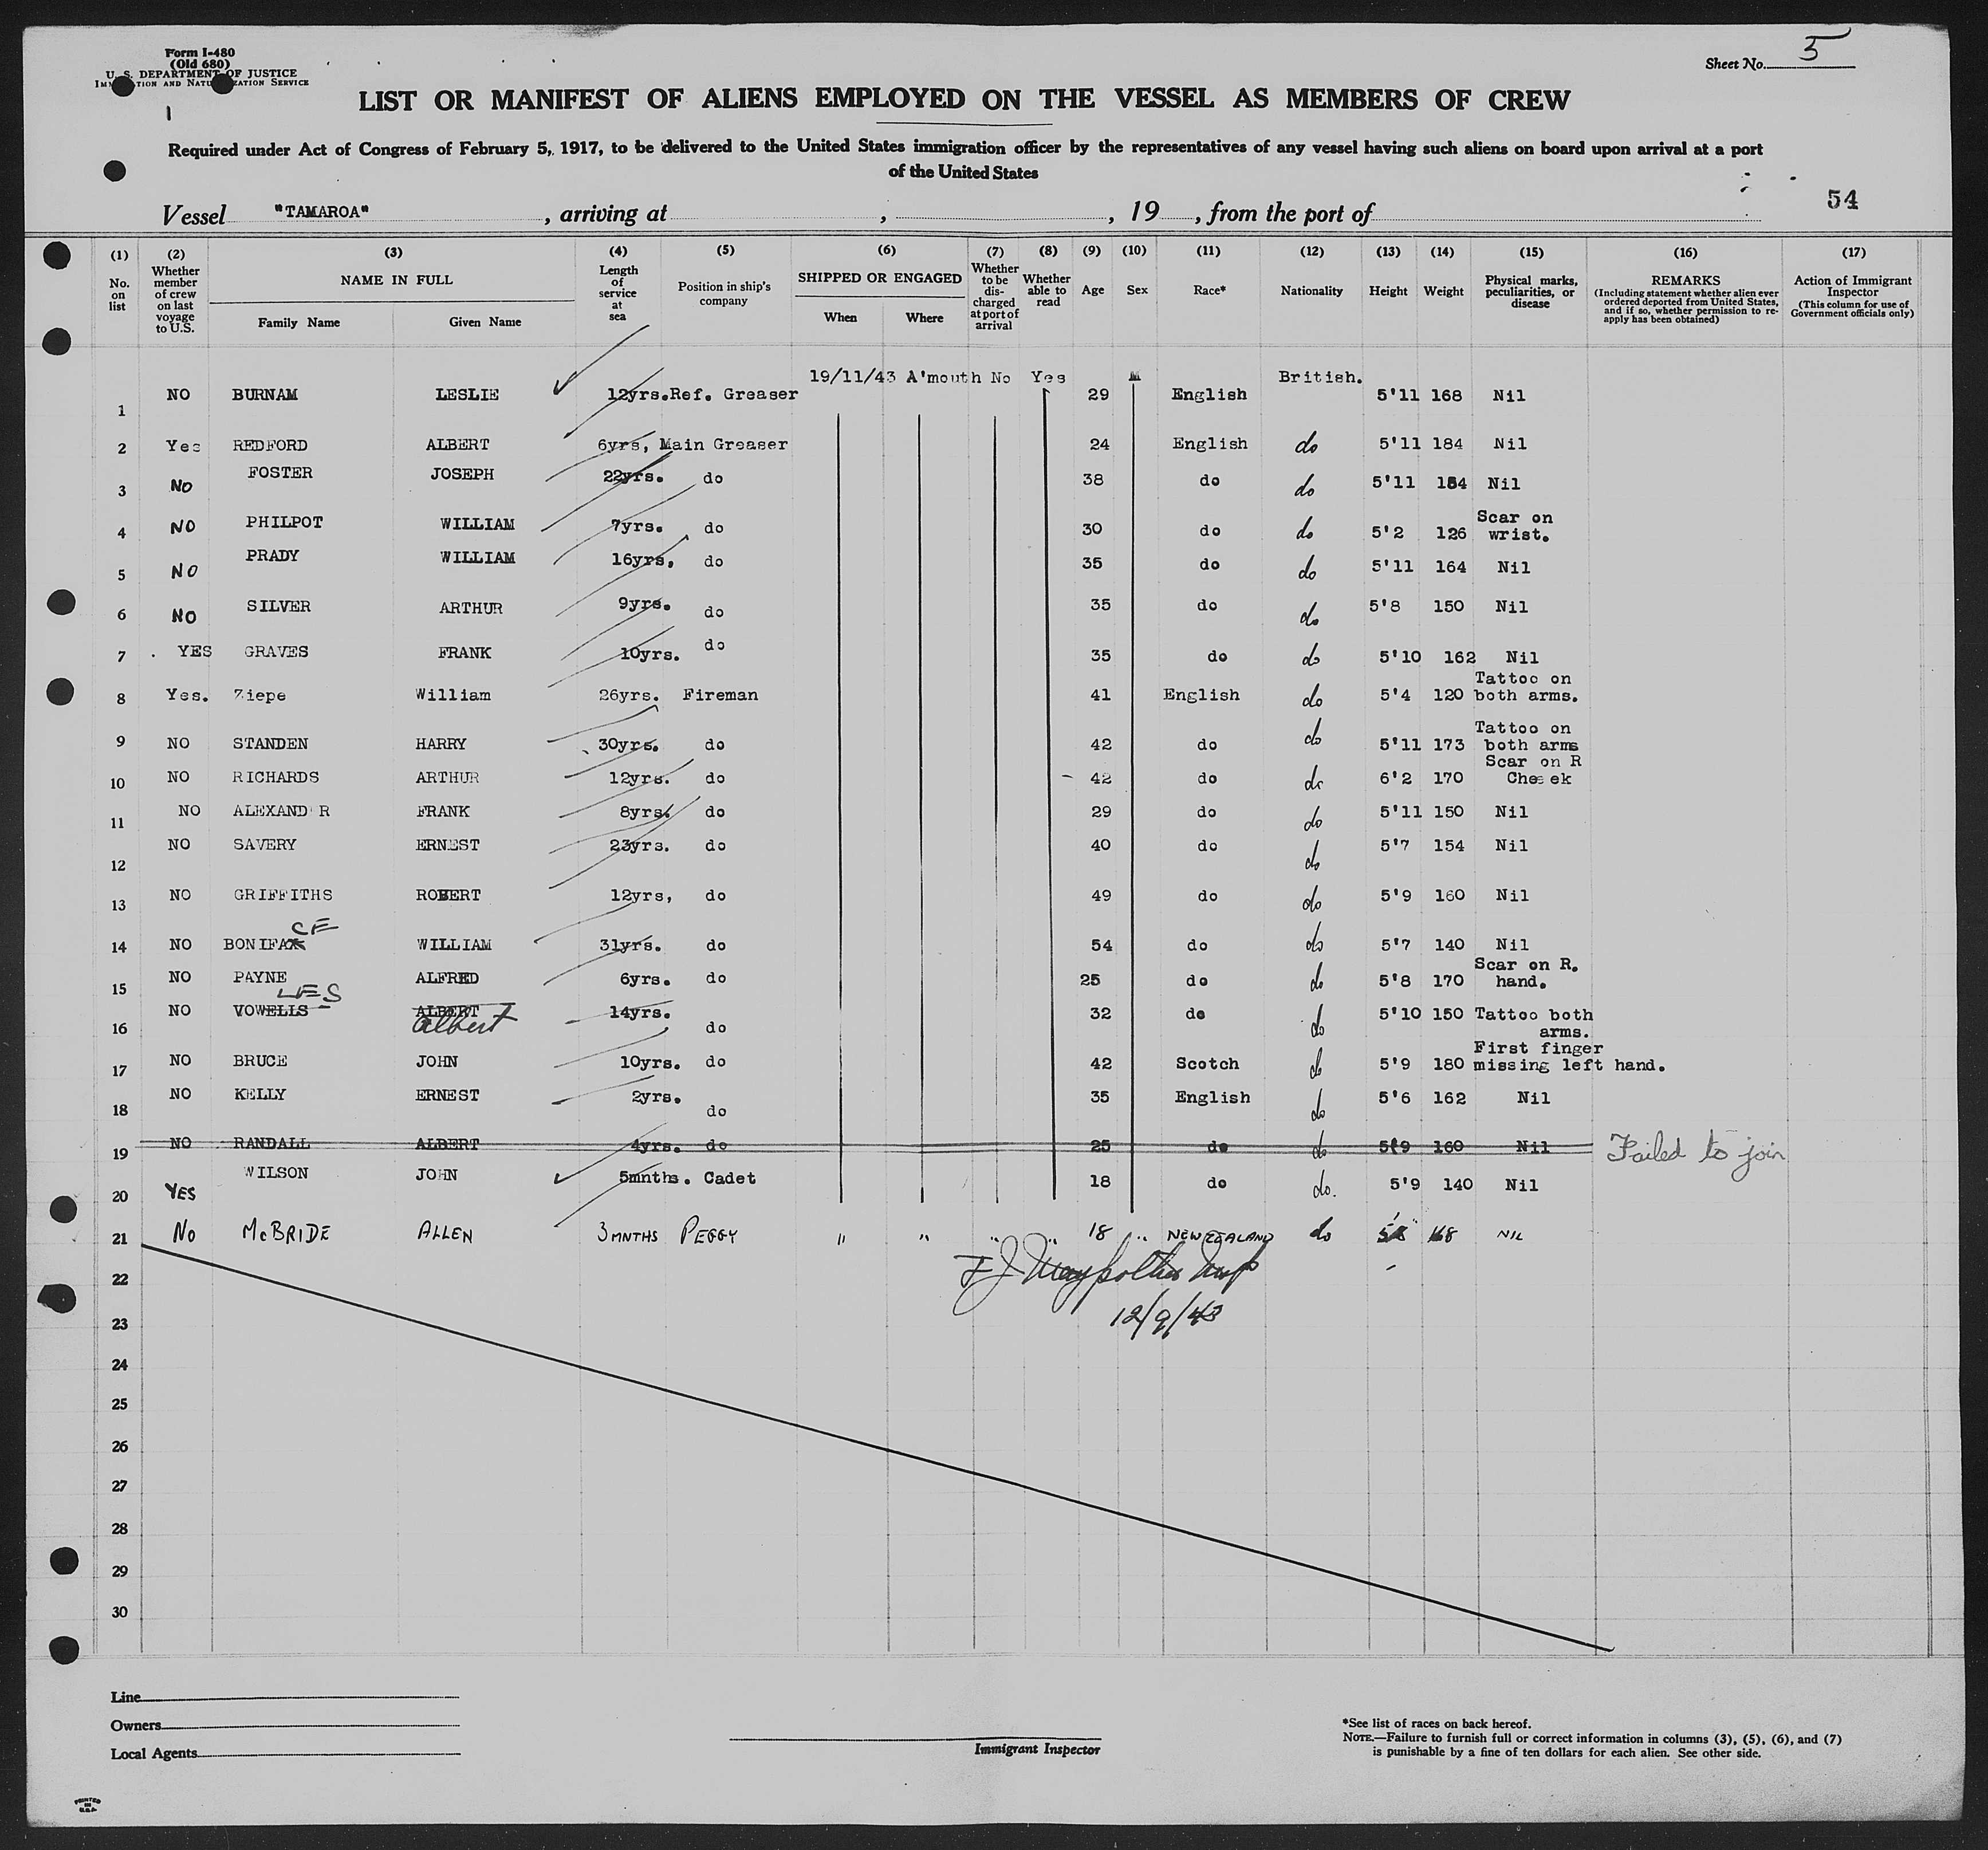 Form I-480
(Old 680)
U. S. DEPARTMENT OF JUSTICE
IMMIGRATION AND NATURALIZATION SERVICE
Sheet No. 5
LIST OR MANIFEST OF ALIENS EMPLOYED ON THE VESSEL AS MEMBERS OF CREW
Required under Act of Congress of February 5, 1917, to be delivered to the United States immigration officer by the representatives of any vessel having such aliens on board upon arrival at a port
of the United States
54
Vessel "TAMAROA", arriving at , , 19 , from the port of
(1) No. on list
(2) Whether member of crew on last voyage to U.S.
(3) NAME IN FULL Family Name Given Name
(4) Length of service at sea
(5) Position in ship's company
(6) SHIPPED OR ENGAGED When Where
(7) Whether to be discharged at port of arrival
(8) Whether able to read
(9) Age
(10) Sex
(11) Race*
(12) Nationality
(13) Height
(14) Weight
(15) Physical marks, peculiarities, or disease
(16) REMARKS (Including statement whether alien ever ordered deported from United States, and if so, whether permission to reapply has been obtained)
(17) Action of Immigrant Inspector (This column for use of Government officials only)
1 NO BURNAM LESLIE 12yrs. Ref. Greaser 19/11/43 A'mouth No Yes 29 M English British. 5'11 168 Nil
2 Yes REDFORD ALBERT 6yrs, Main Greaser 24 English do 5'11 184 Nil
3 NO FOSTER JOSEPH 22yrs. do 38 do do 5'11 184 Nil
4 NO PHILPOT WILLIAM 7yrs. do 30 do do 5'2 126 Scar on wrist.
5 NO PRADY WILLIAM 16yrs, do 35 do do 5'11 164 Nil
6 NO SILVER ARTHUR 9yrs. do 35 do do 5'8 150 Nil
7 YES GRAVES FRANK 10yrs. do 35 do do 5'10 162 Nil
8 Yes. Ziepe William 26yrs. Fireman 41 English do 5'4 120 Tattoo on both arms.
9 NO STANDEN HARRY 30yrs. do 42 do do 5'11 173 Tattoo on both arms
10 NO RICHARDS ARTHUR 12yrs. do 42 do do 6'2 170 Scar on R Cheek
11 NO ALEXAND R FRANK 8yrs. do 29 do do 5'11 150 Nil
12 NO SAVERY ERNEST 23yrs. do 40 do do 5'7 154 Nil
13 NO GRIFFITHS ROBERT 12yrs, do 49 do do 5'9 160 Nil
14 NO BONIFAX CE WILLIAM 31yrs. do 54 do do 5'7 140 Nil
15 NO PAYNE ALFRED 6yrs. do 25 do do 5'8 170 Scar on R. hand.
16 NO VOWELLS LES ALBERT Albert 14yrs. do 32 do do 5'10 150 Tattoo both arms.
17 NO BRUCE JOHN 10yrs. do 42 Scotch do 5'9 180 First finger missing left hand.
18 NO KELLY ERNEST 2yrs. do 35 English do 5'6 162 Nil
19 NO RANDALL ALBERT 4yrs. do 25 do do 5'9 160 Nil Failed to join
20 YES WILSON JOHN 5mnths. Cadet 18 do do. 5'9 140 Nil
21 No McBRIDE ALLEN 3 MNTHS PEGGY " " " " 18 " NEW ZEALAND do 5'8" 168 NIL
22
12/9/43
23
24
25
26
27
28
29
30
Line
Owners
Local Agents
Immigrant Inspector
*See list of races on back hereof.
NOTE.—Failure to furnish full or correct information in columns (3), (5), (6), and (7)
is punishable by a fine of ten dollars for each alien. See other side.
PRINTED IN U.S.A.